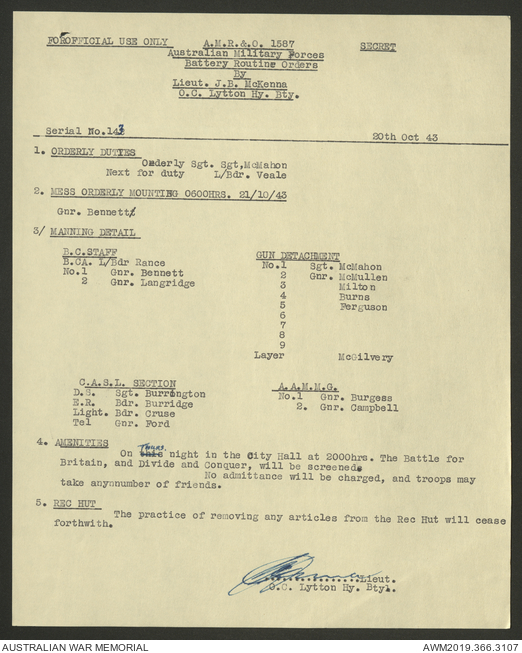 FOROFFICIAL USE ONLY A.M.R.&.O. 1587 SECRET
Australian Military Forces
Battery Routine Orders
By
Lieut. J.B. McKenna
O.C. Lytton Hy. Bty.
Serial No.143 20th Oct 43
1. ORDERLY DUTIES
Orderly Sgt. Sgt,McMahon
Next for duty L/Bdr. Veale
2. MESS ORDERLY MOUNTING 0600HRS. 21/10/43
Gnr. Bennett/
3/ MANNING DETAIL
B.C.STAFF
B.CA. L/Bdr Rance
No.1 Gnr. Bennett
2 Gnr. Langridge
GUN DETACHMENT
No.1 Sgt. McMahon
2 Gnr. McMullen
3 Milton
4 Burns
5 Ferguson
6
7
8
9
Layer McGilvery
C.A.S.L. SECTION
D.S. Sgt. Burrington
E.R. Bdr. Burridge
Light. Bdr. Cruse
Tel Gnr. Ford
A.A.M.M.G.
No.1 Gnr. Burgess
2. Gnr. Campbell
4. AMENITIES
Thurs.
On this night in the City Hall at 2000hrs. The Battle for
Britain, and Divide and Conquer, will be screened.
No admittance will be charged, and troops may
take anynnumber of friends.
5. REC HUT
The practice of removing any articles from the Rec Hut will cease
forthwith.
................Lieut.
O.C. Lytton Hy. Bty.
AUSTRALIAN WAR MEMORIAL AWM2019.366.3107